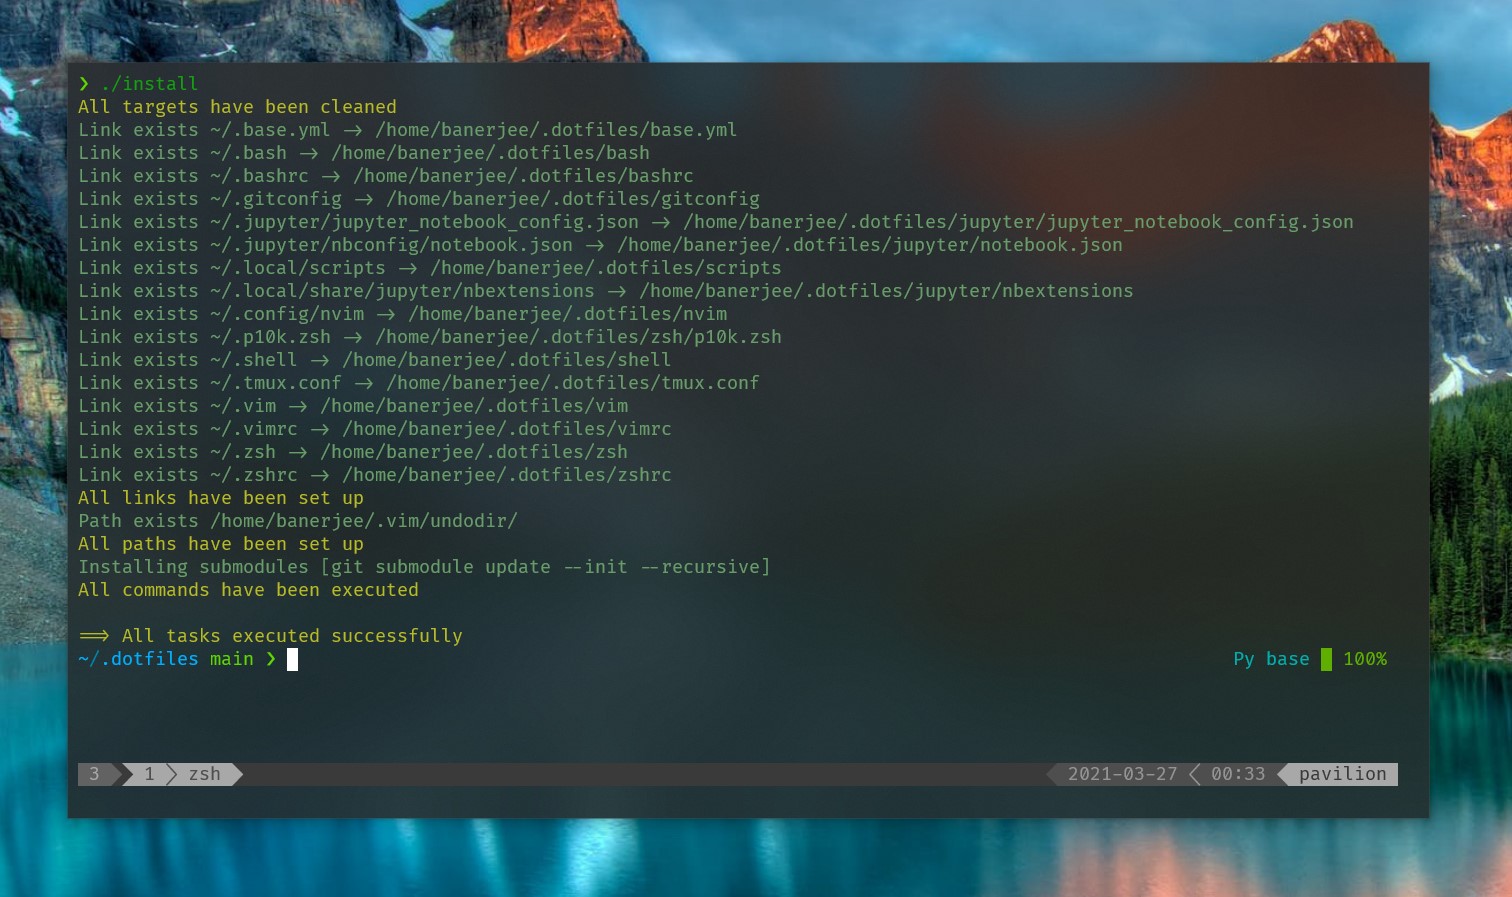 ❯ ./install
All targets have been cleaned
Link exists ~/.base.yml -> /home/banerjee/.dotfiles/base.yml
Link exists ~/.bash -> /home/banerjee/.dotfiles/bash
Link exists ~/.bashrc -> /home/banerjee/.dotfiles/bashrc
Link exists ~/.gitconfig -> /home/banerjee/.dotfiles/gitconfig
Link exists ~/.jupyter/jupyter_notebook_config.json -> /home/banerjee/.dotfiles/jupyter/jupyter_notebook_config.json
Link exists ~/.jupyter/nbconfig/notebook.json -> /home/banerjee/.dotfiles/jupyter/notebook.json
Link exists ~/.local/scripts -> /home/banerjee/.dotfiles/scripts
Link exists ~/.local/share/jupyter/nbextensions -> /home/banerjee/.dotfiles/jupyter/nbextensions
Link exists ~/.config/nvim -> /home/banerjee/.dotfiles/nvim
Link exists ~/.p10k.zsh -> /home/banerjee/.dotfiles/zsh/p10k.zsh
Link exists ~/.shell -> /home/banerjee/.dotfiles/shell
Link exists ~/.tmux.conf -> /home/banerjee/.dotfiles/tmux.conf
Link exists ~/.vim -> /home/banerjee/.dotfiles/vim
Link exists ~/.vimrc -> /home/banerjee/.dotfiles/vimrc
Link exists ~/.zsh -> /home/banerjee/.dotfiles/zsh
Link exists ~/.zshrc -> /home/banerjee/.dotfiles/zshrc
All links have been set up
Path exists /home/banerjee/.vim/undodir/
All paths have been set up
Installing submodules [git submodule update --init --recursive]
All commands have been executed
==> All tasks executed successfully
~/.dotfiles main ❯ Py base 100%
3 1 zsh 2021-03-27 00:33 pavilion